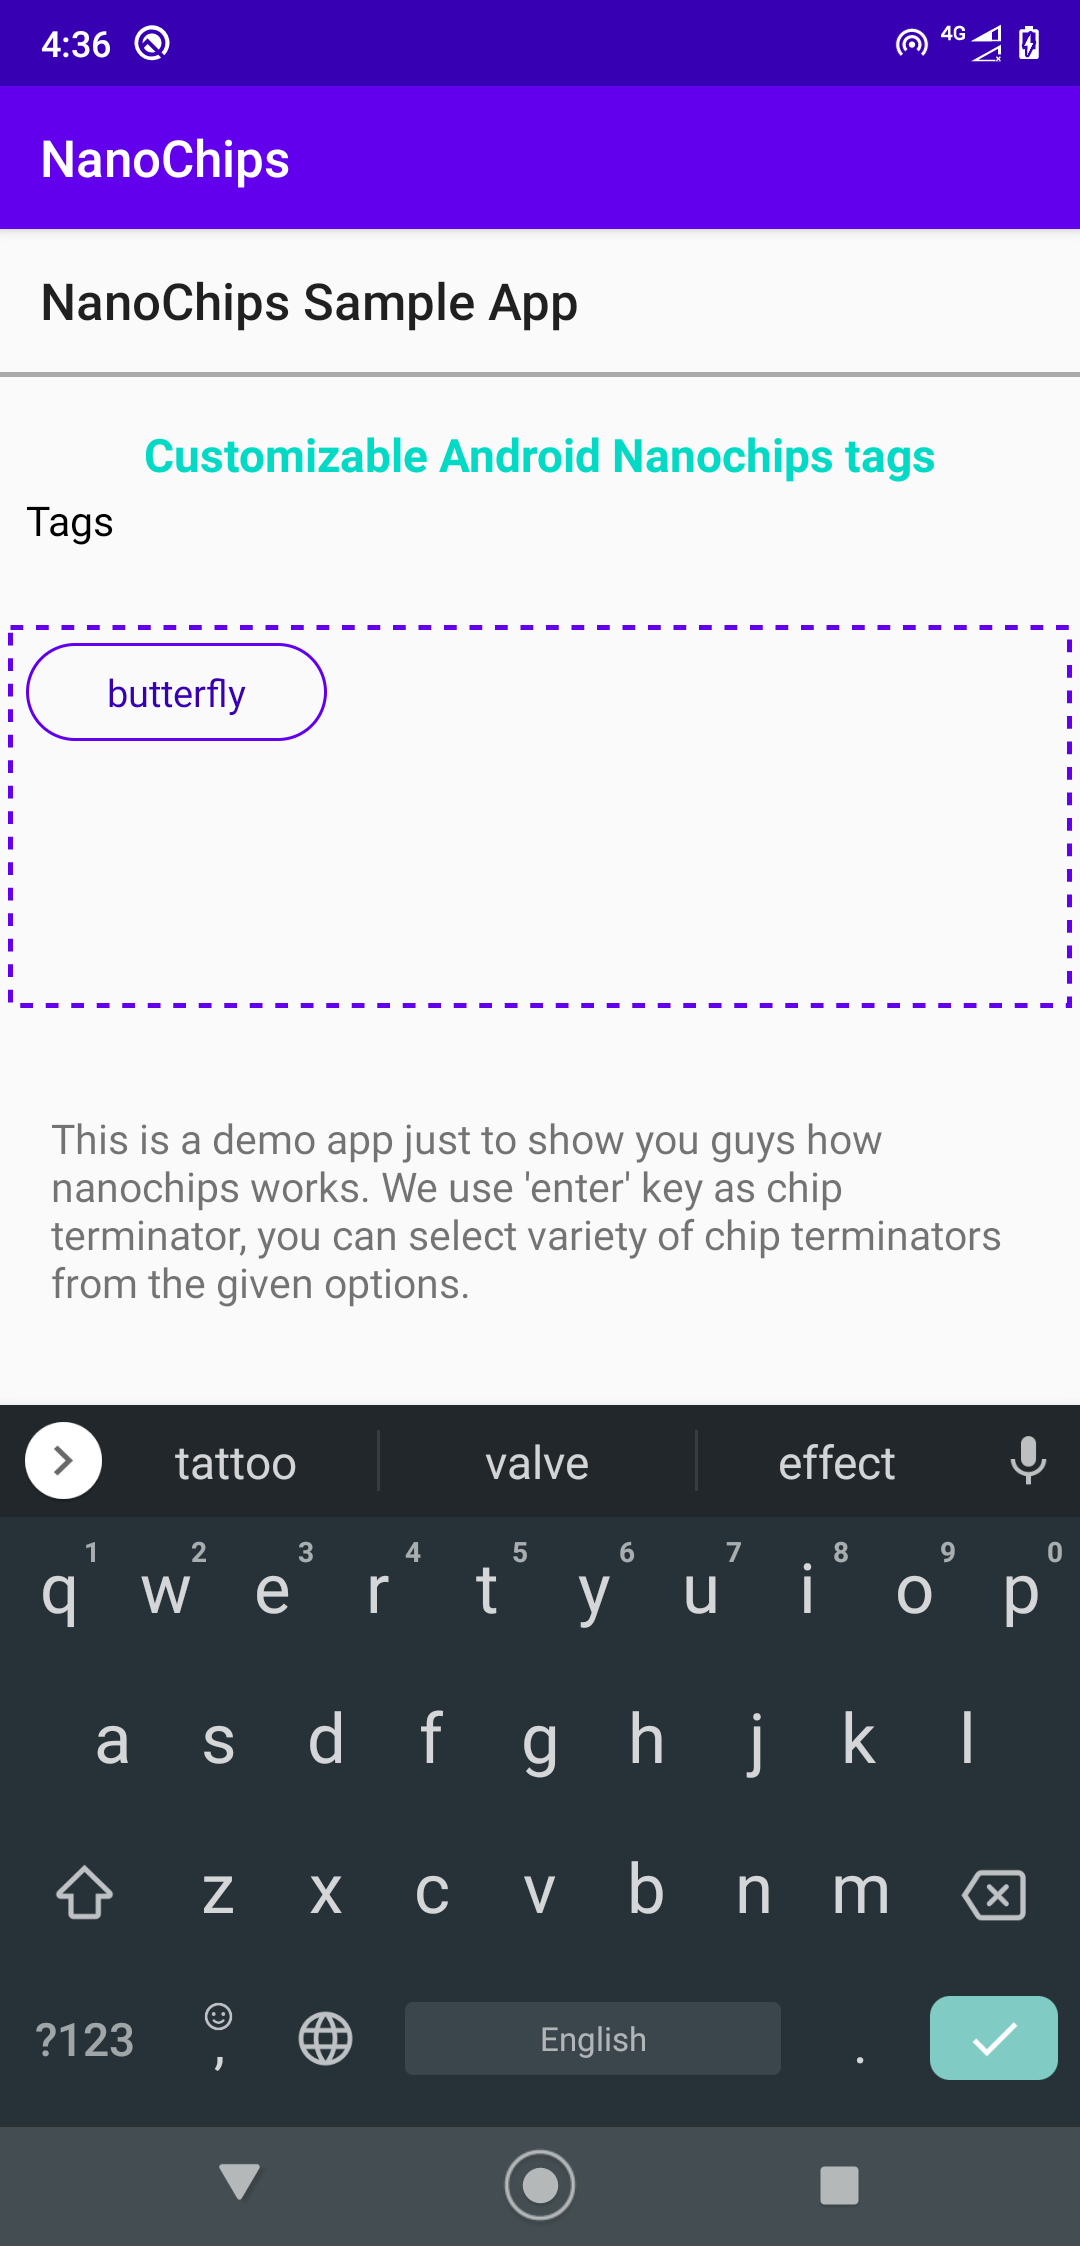 4:36
4G
NanoChips
NanoChips Sample App
Customizable Android Nanochips tags
Tags
butterfly
This is a demo app just to show you guys how
nanochips works. We use 'enter' key as chip
terminator, you can select variety of chip terminators
from the given options.
tattoo valve effect
1 2 3 4 5 6 7 8 9 0
q w e r t y u i o p
a s d f g h j k l
z x c v b n m
?123 , English .